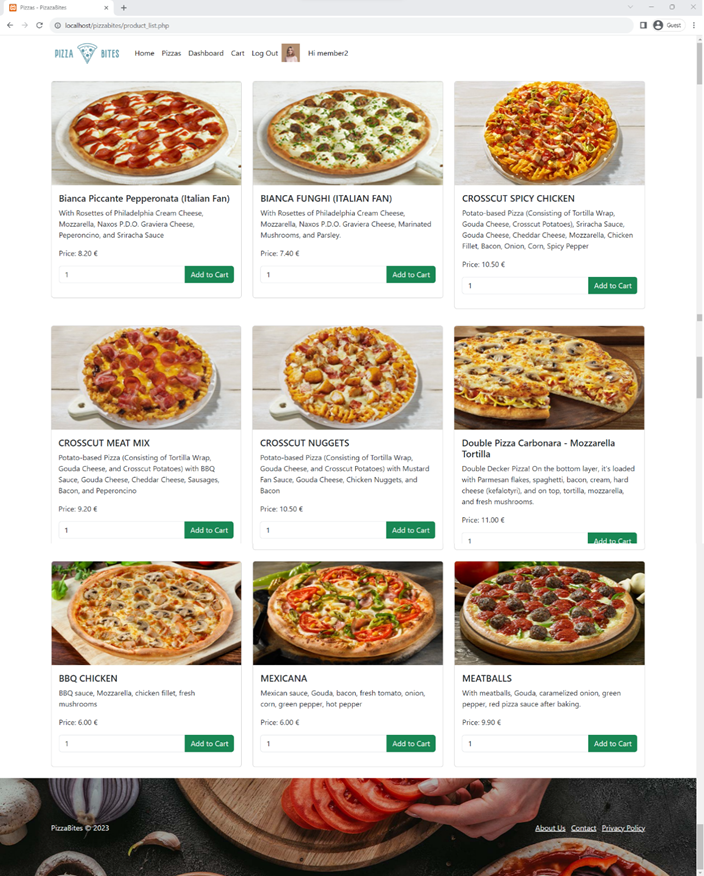 Pizzas - PizzaBites
localhost/pizzabites/product_list.php
Guest
PIZZA BITES
Home Pizzas Dashboard Cart Log Out Hi member2
Bianca Piccante Pepperonata (Italian Fan)
With Rosettes of Philadelphia Cream Cheese,
Mozzarella, Naxos P.D.O. Graviera Cheese,
Peperoncino, and Sriracha Sauce
Price: 8.20 €
1 Add to Cart
BIANCA FUNGHI (ITALIAN FAN)
With Rosettes of Philadelphia Cream Cheese,
Mozzarella, Naxos P.D.O. Graviera Cheese, Marinated
Mushrooms, and Parsley.
Price: 7.40 €
1 Add to Cart
CROSSCUT SPICY CHICKEN
Potato-based Pizza (Consisting of Tortilla Wrap,
Gouda Cheese, Crosscut Potatoes), Sriracha Sauce,
Gouda Cheese, Cheddar Cheese, Mozzarella, Chicken
Fillet, Bacon, Onion, Corn, Spicy Pepper
Price: 10.50 €
1 Add to Cart
CROSSCUT MEAT MIX
Potato-based Pizza (Consisting of Tortilla Wrap,
Gouda Cheese, and Crosscut Potatoes) with BBQ
Sauce, Gouda Cheese, Cheddar Cheese, Sausages,
Bacon, and Peperoncino
Price: 9.20 €
1 Add to Cart
CROSSCUT NUGGETS
Potato-based Pizza (Consisting of Tortilla Wrap,
Gouda Cheese, and Crosscut Potatoes) with Mustard
Fan Sauce, Gouda Cheese, Chicken Nuggets, and
Bacon
Price: 10.50 €
1 Add to Cart
Double Pizza Carbonara - Mozzarella
Tortilla
Double Decker Pizza! On the bottom layer, it's loaded
with Parmesan flakes, spaghetti, bacon, cream, hard
cheese (kefalotyri), and on top, tortilla, mozzarella,
and fresh mushrooms.
Price: 11.00 €
1 Add to Cart
BBQ CHICKEN
BBQ sauce, Mozzarella, chicken fillet, fresh
mushrooms
Price: 6.00 €
1 Add to Cart
MEXICANA
Mexican sauce, Gouda, bacon, fresh tomato, onion,
corn, green pepper, hot pepper
Price: 6.00 €
1 Add to Cart
MEATBALLS
With meatballs, Gouda, caramelized onion, green
pepper, red pizza sauce after baking.
Price: 9.90 €
1 Add to Cart
PizzaBites © 2023
About Us Contact Privacy Policy